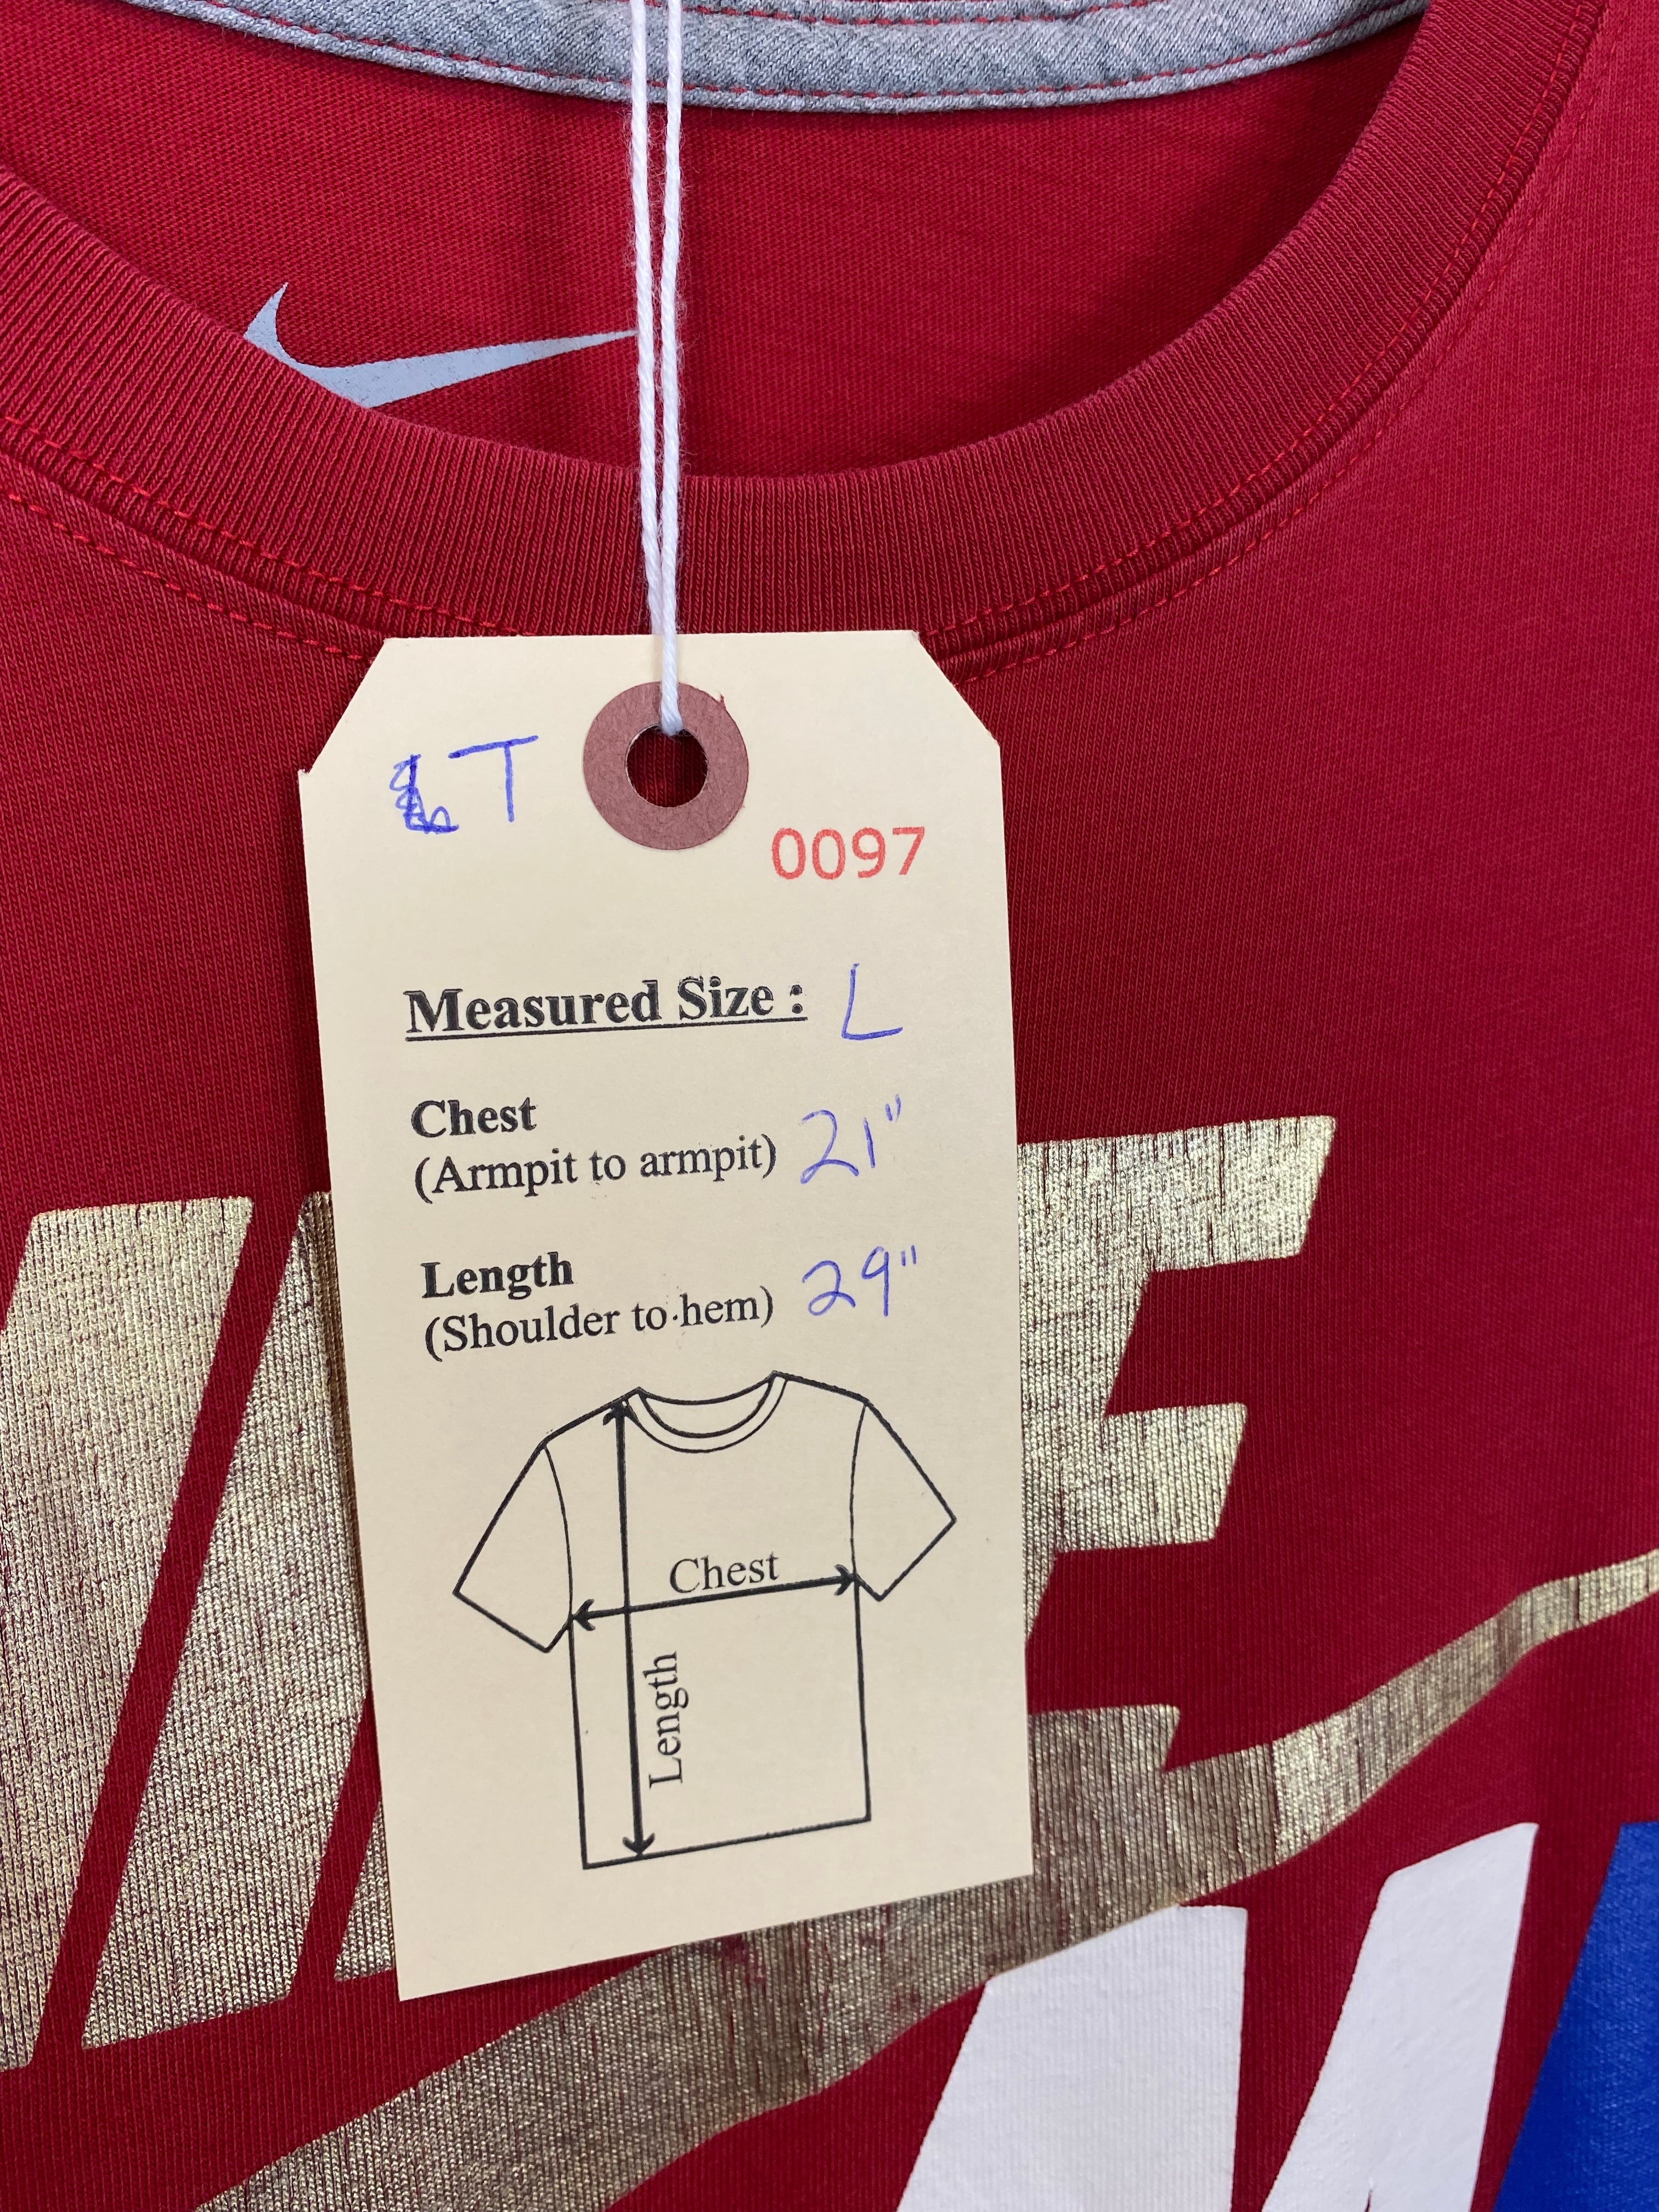 T
0097
Measured Size : L
Chest
(Armpit to armpit) 21"
Length
(Shoulder to hem) 29"
Chest
Length